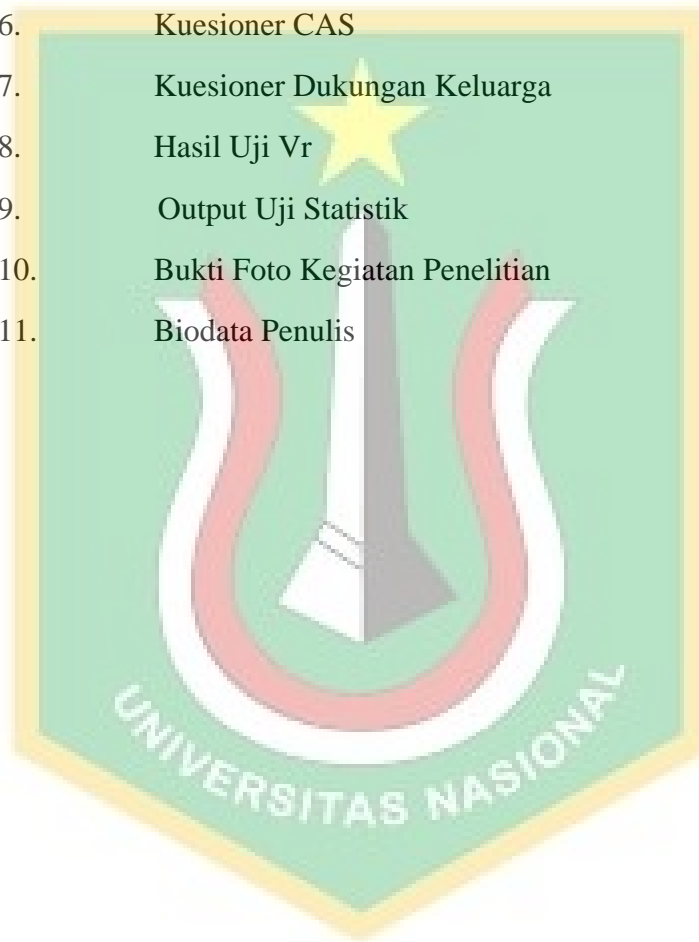 6. Kuesioner CAS
7. Kuesioner Dukungan Keluarga
8. Hasil Uji Vr
9. Output Uji Statistik
10. Bukti Foto Kegiatan Penelitian
11. Biodata Penulis
UNIVERSITAS NASIONAL